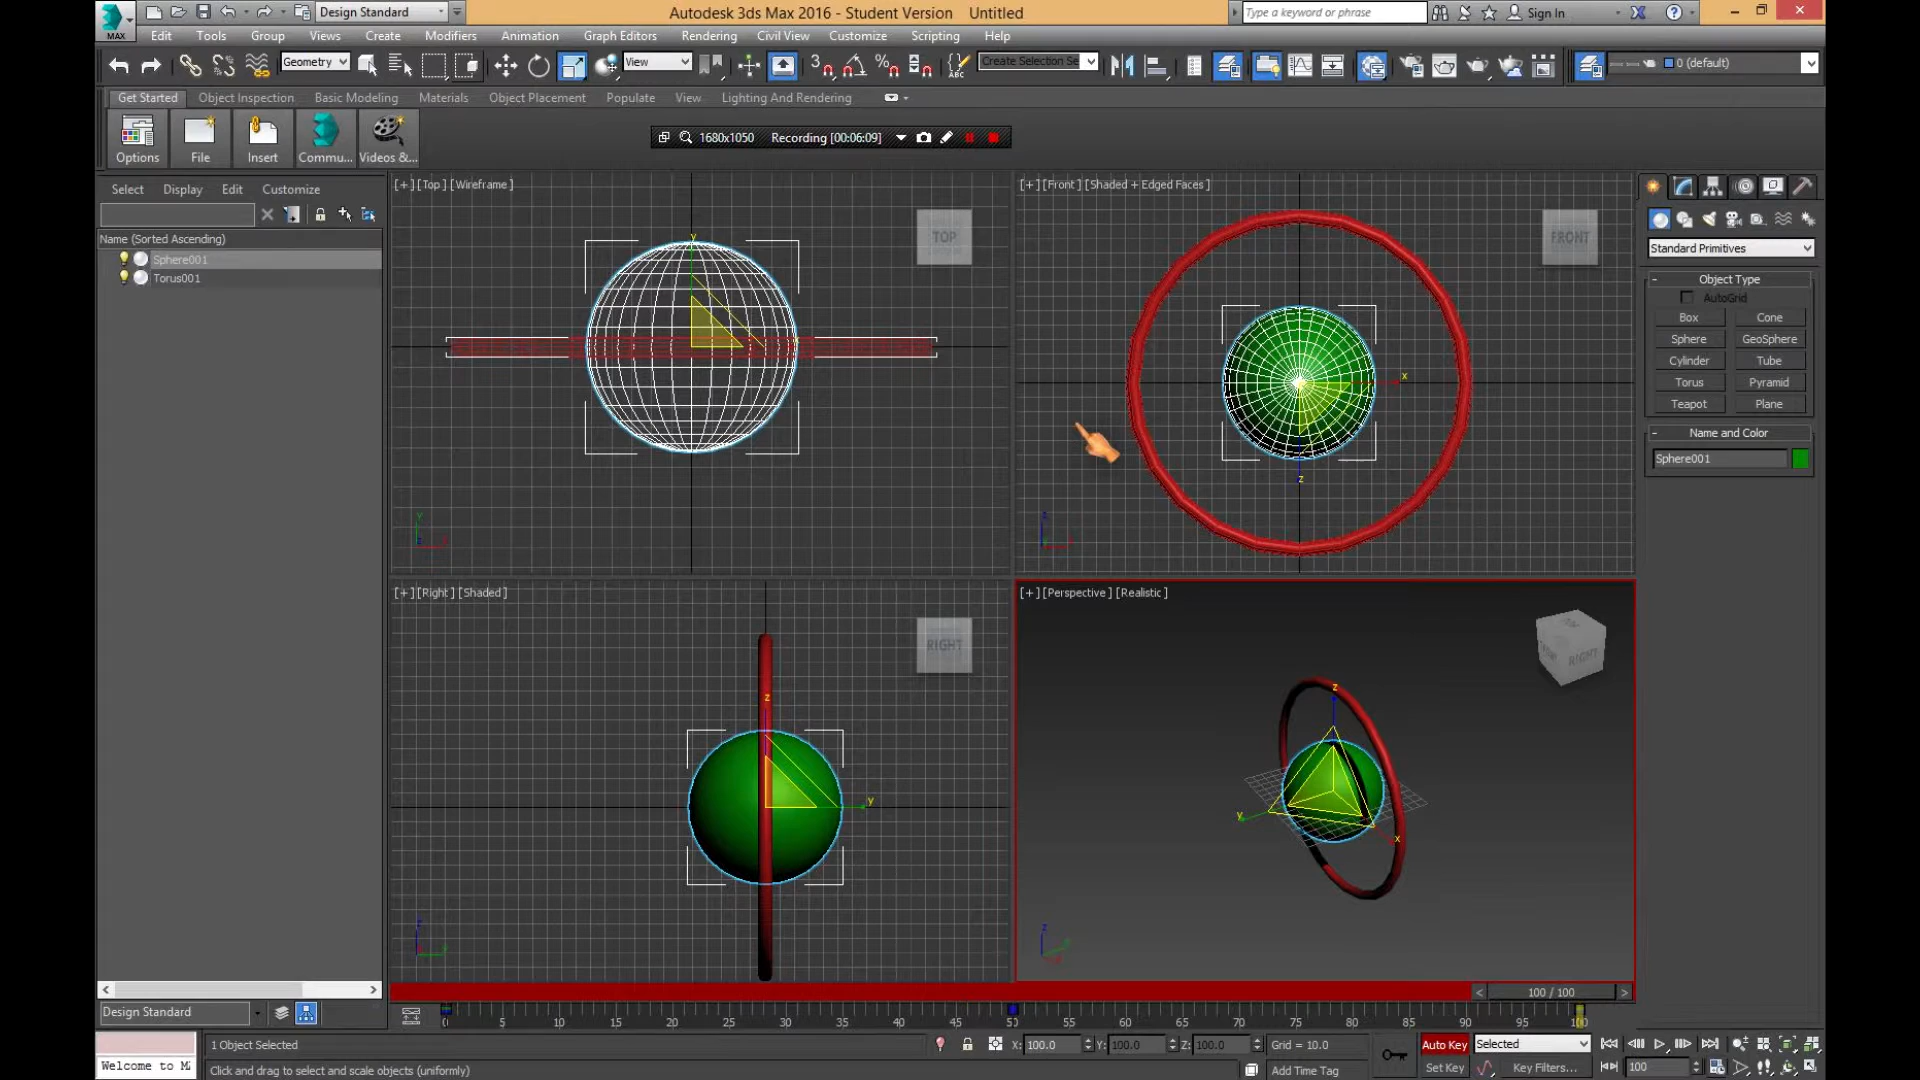 Design Standard
Autodesk 3ds Max 2016 - Student Version    Untitled
Type a keyword or phrase
Sign In
MAX
Edit Tools Group Views Create Modifiers Animation Graph Editors Rendering Civil View Customize Scripting Help
Geometry
View
Create Selection Se
0 (default)
Get Started Object Inspection Basic Modeling Materials Object Placement Populate View Lighting And Rendering
Options File Insert Commu... Videos &...
1680x1050 Recording [00:06:09]
Select Display Edit Customize
Name (Sorted Ascending)
Sphere001
Torus001
[+] [Top ] [Wireframe ]
TOP
[+] [Front ] [Shaded + Edged Faces ]
FRONT
y
x
z
[+] [Right ] [Shaded ]
RIGHT
z
y
[+] [Perspective ] [Realistic ]
RIGHT
z
y
x
Standard Primitives
Object Type
AutoGrid
Box Cone
Sphere GeoSphere
Cylinder Tube
Torus Pyramid
Teapot Plane
Name and Color
Sphere001
< 100 / 100 >
0 5 10 15 20 25 30 35 40 45 50 55 60 65 70 75 80 85 90 95 100
Design Standard
Welcome to M
1 Object Selected
X: 100.0 Y: 100.0 Z: 100.0 Grid = 10.0
Auto Key Selected
Click and drag to select and scale objects (uniformly)
Add Time Tag
Set Key Key Filters... 100